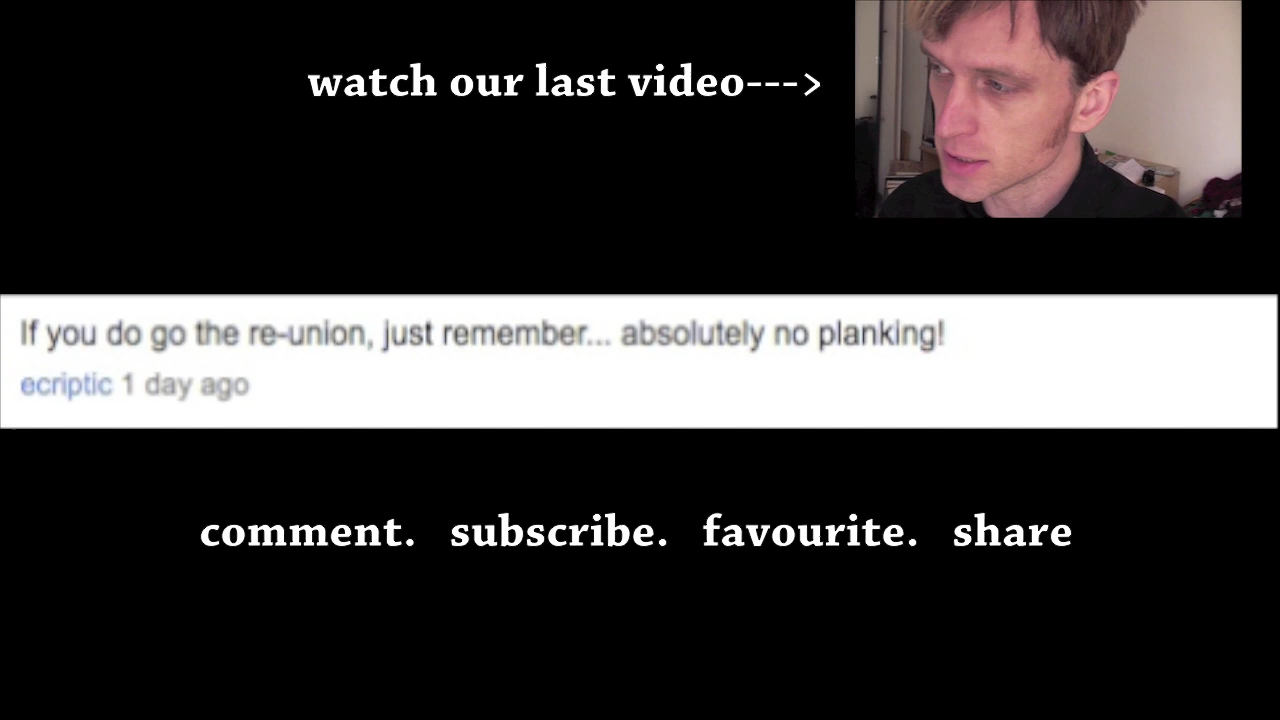 watch our last video--->
If you do go the re-union, just remember... absolutely no planking!
ecriptic 1 day ago
comment. subscribe. favourite. share